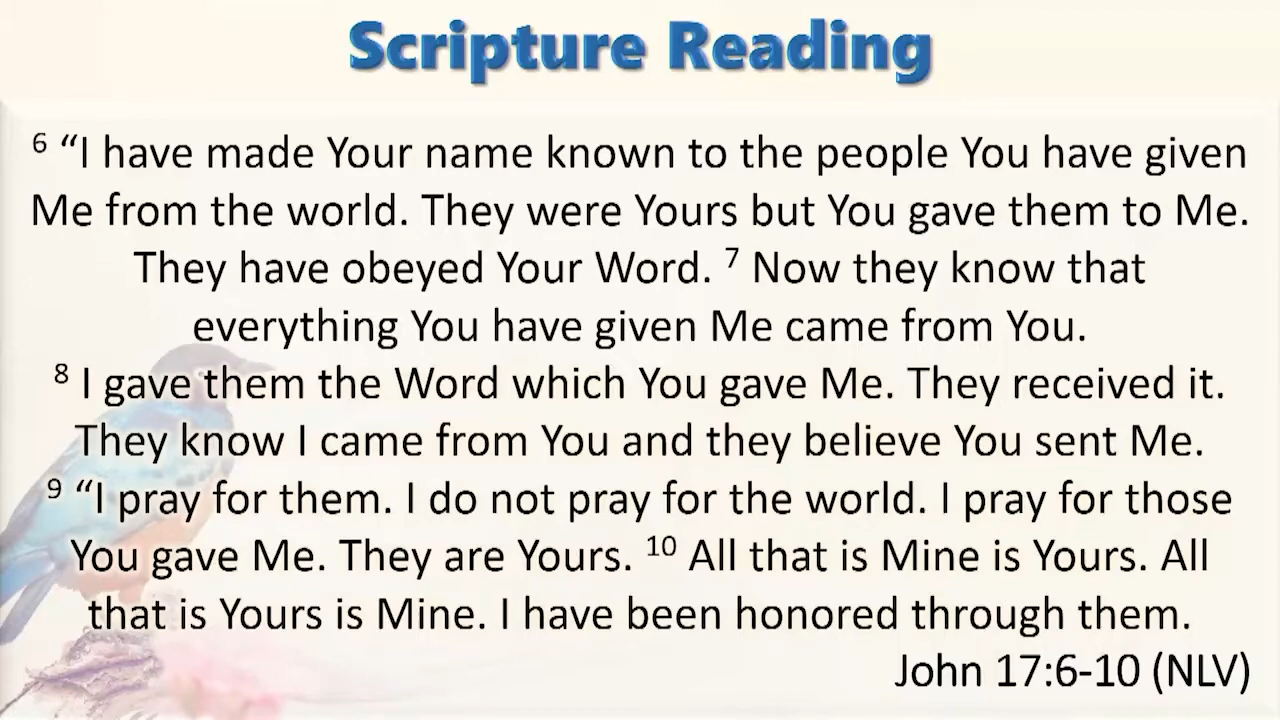 Scripture Reading
⁶ “I have made Your name known to the people You have given
Me from the world. They were Yours but You gave them to Me.
They have obeyed Your Word. ⁷ Now they know that
everything You have given Me came from You.
⁸ I gave them the Word which You gave Me. They received it.
They know I came from You and they believe You sent Me.
⁹ “I pray for them. I do not pray for the world. I pray for those
You gave Me. They are Yours. ¹⁰ All that is Mine is Yours. All
that is Yours is Mine. I have been honored through them.
John 17:6-10 (NLV)